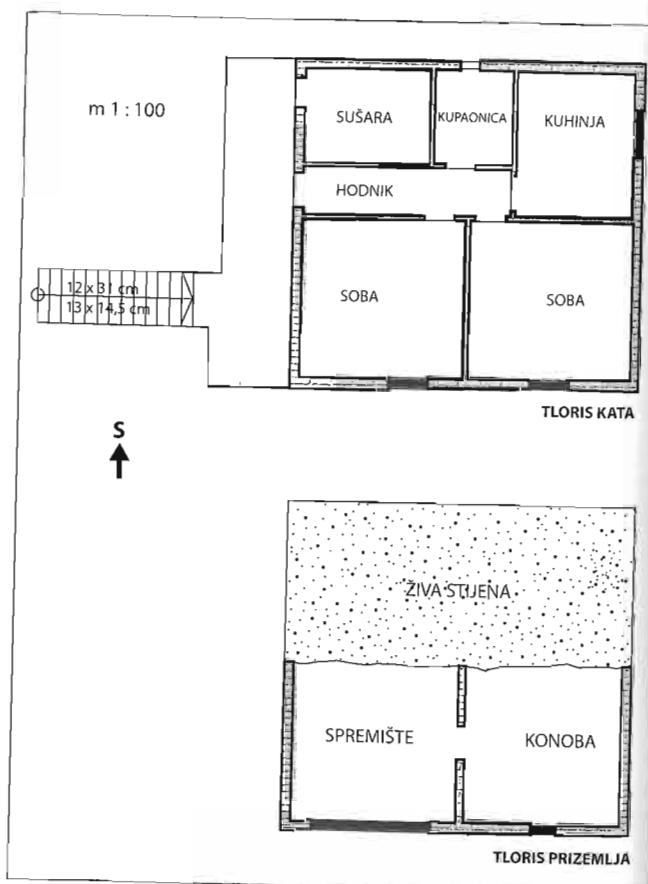 m 1 : 100
SUŠARA
KUPAONICA
KUHINJA
HODNIK
12 x 31 cm
13 x 14,5 cm
SOBA
SOBA
TLORIS KATA
S
ŽIVA STIJENA
SPREMIŠTE
KONOBA
TLORIS PRIZEMLJA